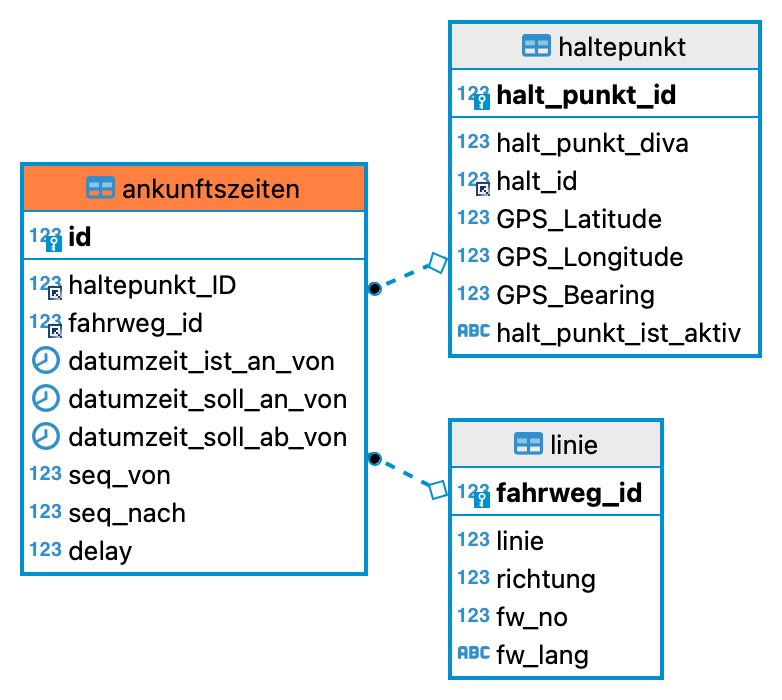 haltepunkt
123 halt_punkt_id
123 halt_punkt_diva
123 halt_id
123 GPS_Latitude
123 GPS_Longitude
123 GPS_Bearing
ABC halt_punkt_ist_aktiv
ankunftszeiten
123 id
123 haltepunkt_ID
123 fahrweg_id
datumzeit_ist_an_von
datumzeit_soll_an_von
datumzeit_soll_ab_von
123 seq_von
123 seq_nach
123 delay
linie
123 fahrweg_id
123 linie
123 richtung
123 fw_no
ABC fw_lang